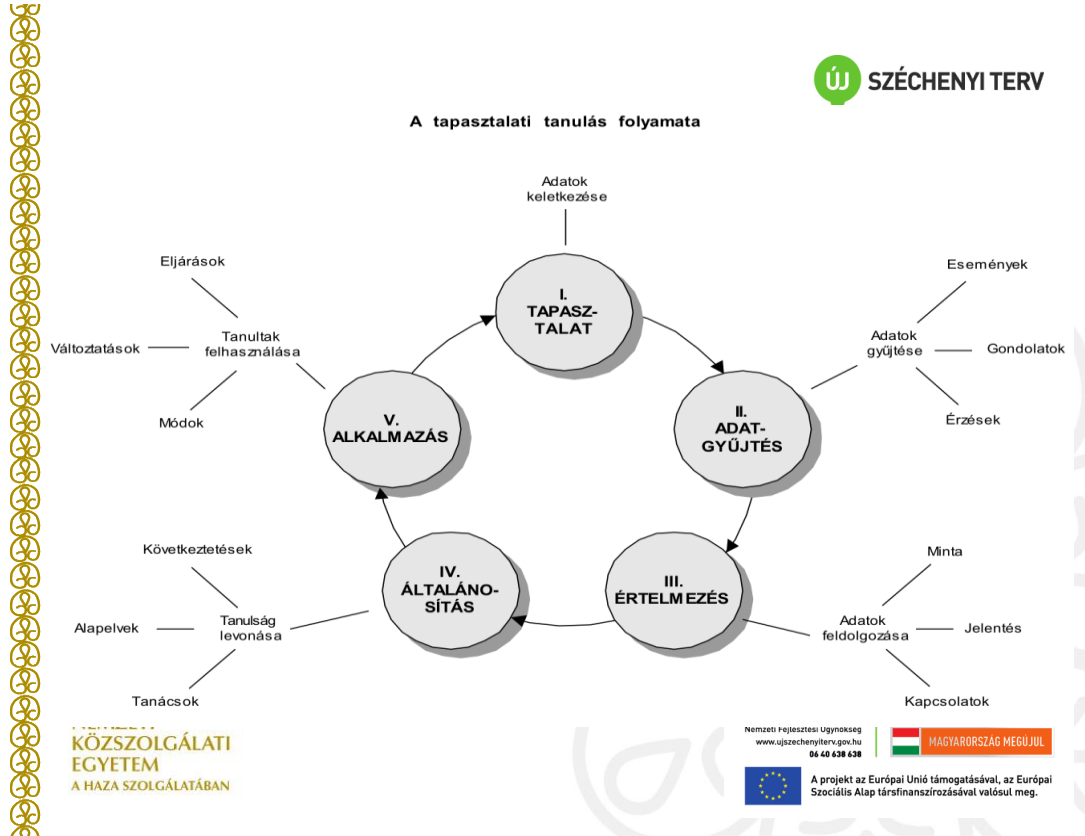 ÚJ SZÉCHENYI TERV
A tapasztalati tanulás folyamata
Adatok
keletkezése
I.
TAPASZ-
TALAT
Események
Adatok
gyűjtése
Gondolatok
Érzések
II.
ADAT-
GYŰJTÉS
Eljárások
Tanultak
felhasználása
Változtatások
Módok
V.
ALKALMAZÁS
Minta
III.
ÉRTELMEZÉS
Adatok
feldolgozása
Jelentés
Kapcsolatok
Következtetések
IV.
ÁLTALÁNO-
SÍTÁS
Tanulság
levonása
Alapelvek
Tanácsok
NEMZETI
KÖZSZOLGÁLATI
EGYETEM
A HAZA SZOLGÁLATÁBAN
Nemzeti Fejlesztési Ügynökség
www.ujszechenyiterv.gov.hu
06 40 638 638
MAGYARORSZÁG MEGÚJUL
A projekt az Európai Unió támogatásával, az Európai
Szociális Alap társfinanszírozásával valósul meg.